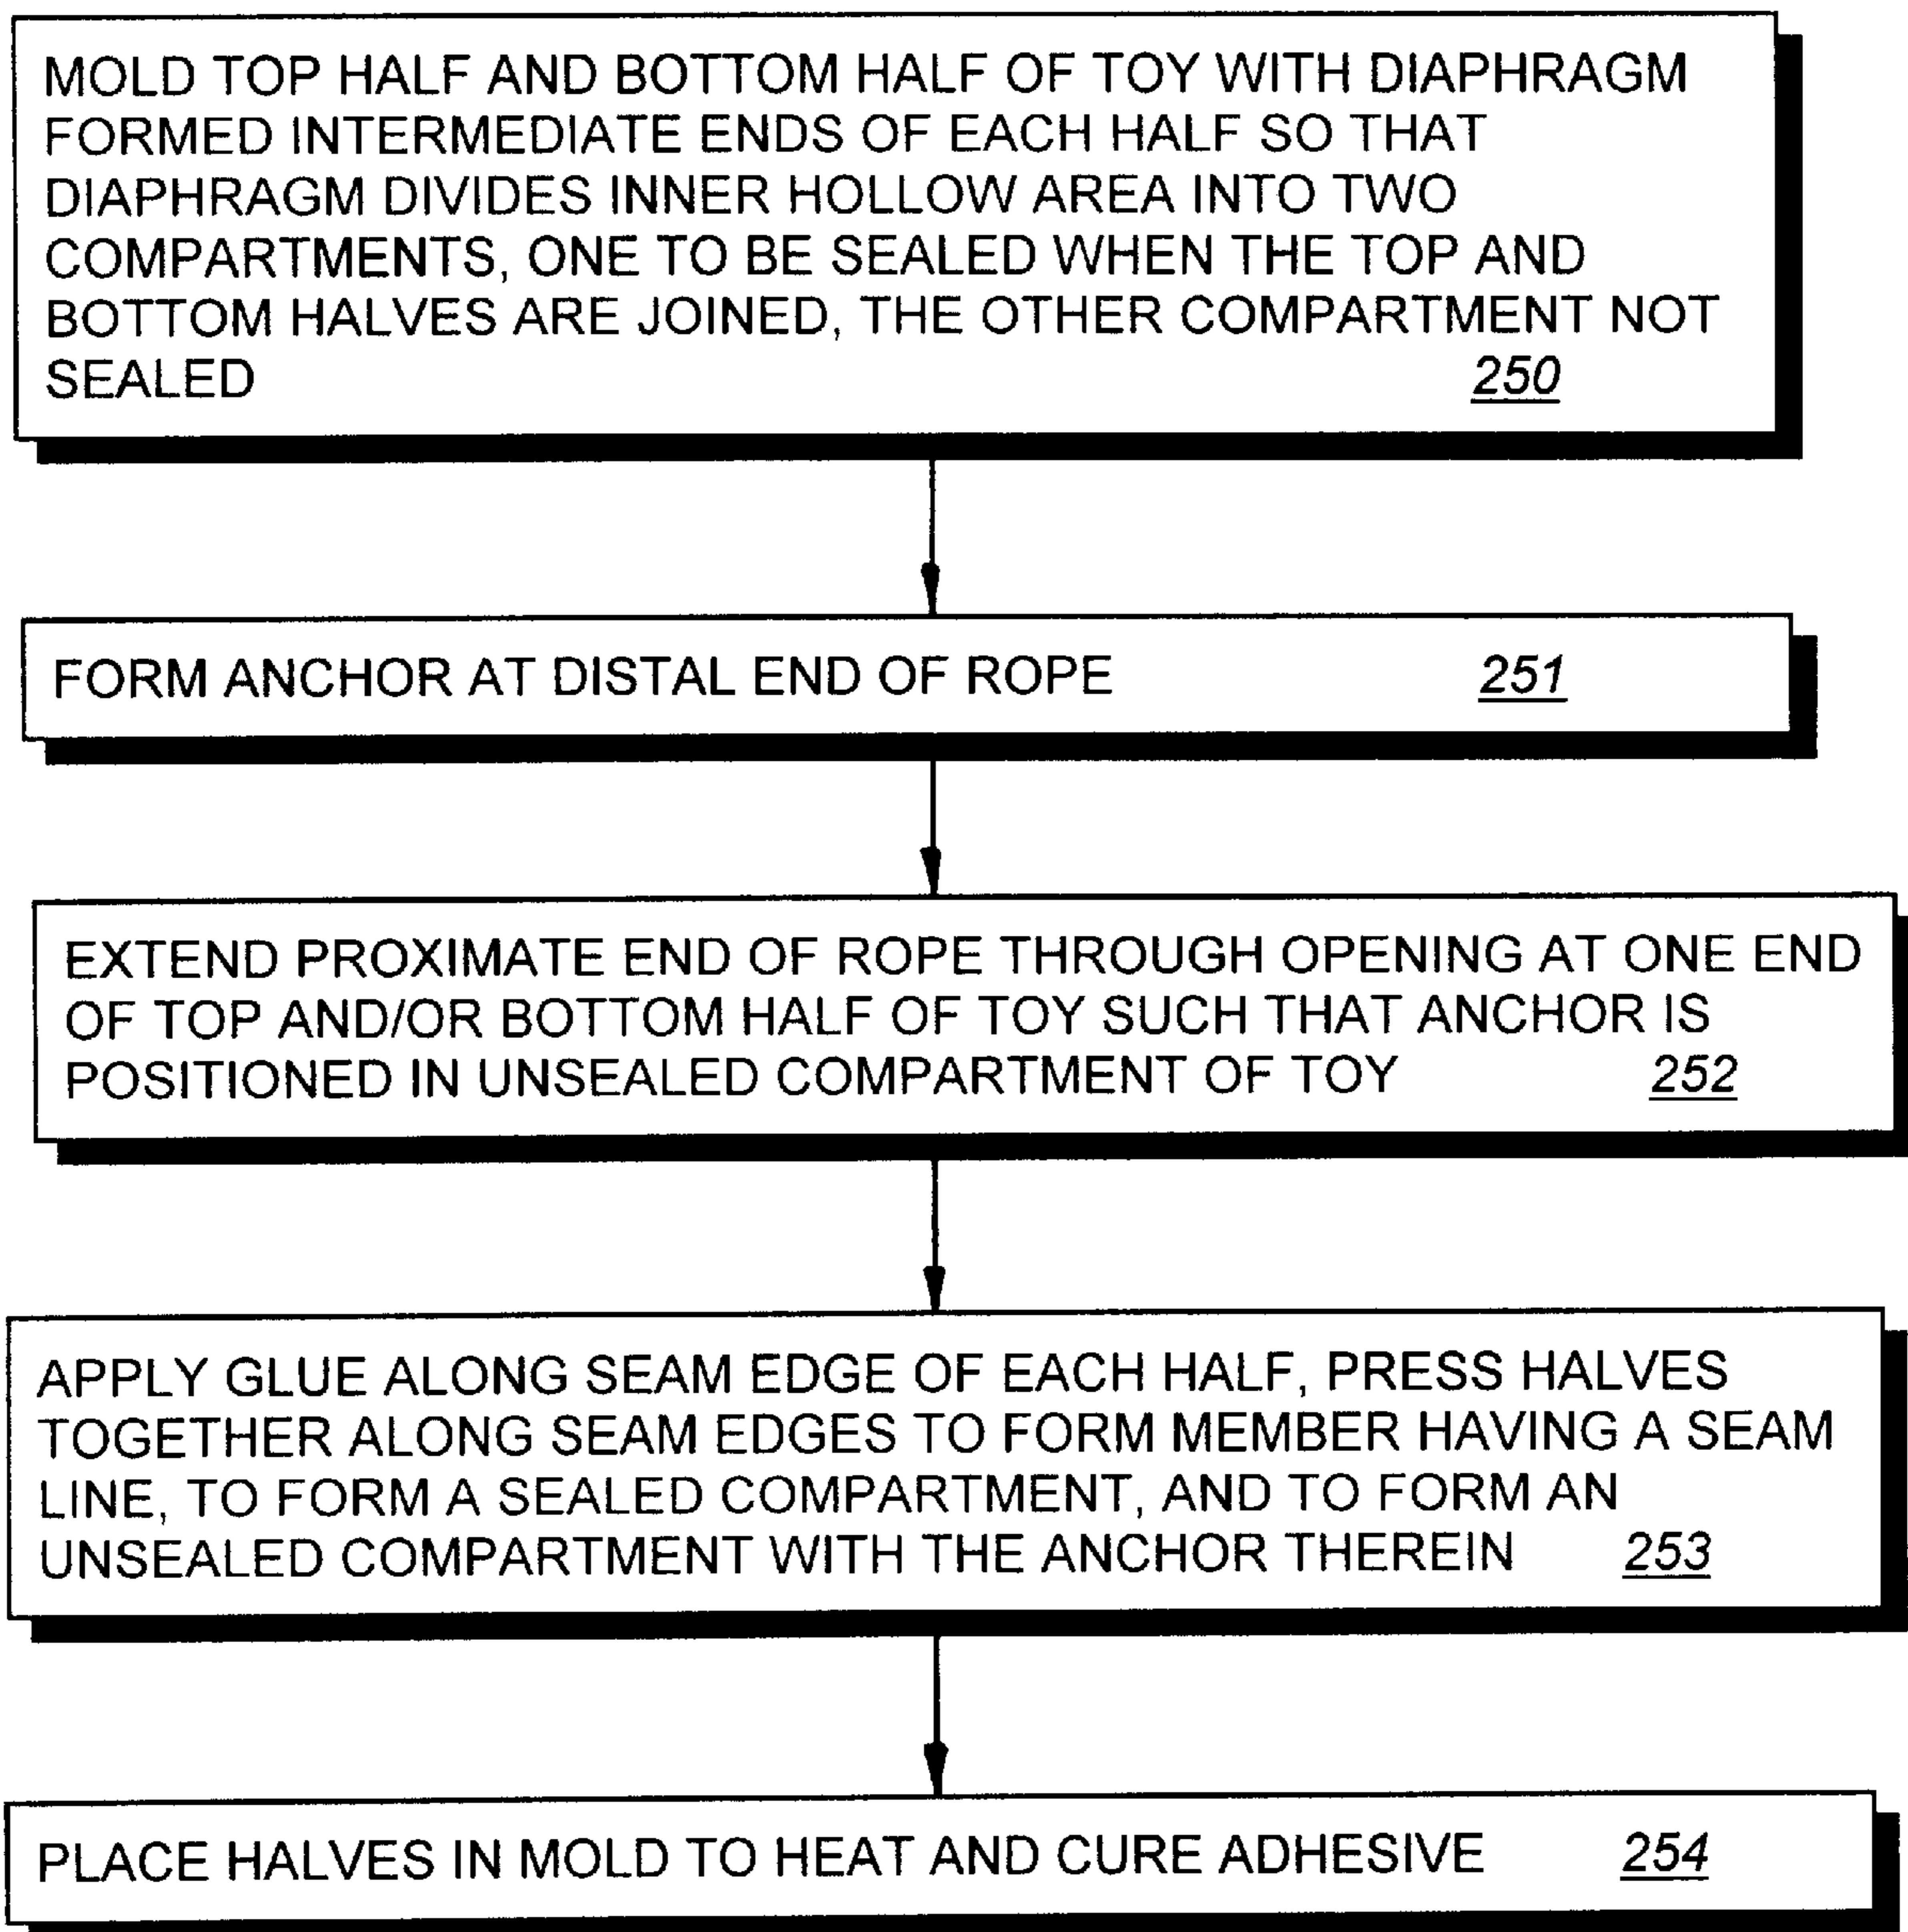 MOLD TOP HALF AND BOTTOM HALF OF TOY WITH DIAPHRAGM
FORMED INTERMEDIATE ENDS OF EACH HALF SO THAT
DIAPHRAGM DIVIDES INNER HOLLOW AREA INTO TWO
COMPARTMENTS, ONE TO BE SEALED WHEN THE TOP AND
BOTTOM HALVES ARE JOINED, THE OTHER COMPARTMENT NOT
SEALED 250
FORM ANCHOR AT DISTAL END OF ROPE 251
EXTEND PROXIMATE END OF ROPE THROUGH OPENING AT ONE END
OF TOP AND/OR BOTTOM HALF OF TOY SUCH THAT ANCHOR IS
POSITIONED IN UNSEALED COMPARTMENT OF TOY 252
APPLY GLUE ALONG SEAM EDGE OF EACH HALF, PRESS HALVES
TOGETHER ALONG SEAM EDGES TO FORM MEMBER HAVING A SEAM
LINE, TO FORM A SEALED COMPARTMENT, AND TO FORM AN
UNSEALED COMPARTMENT WITH THE ANCHOR THEREIN 253
PLACE HALVES IN MOLD TO HEAT AND CURE ADHESIVE 254